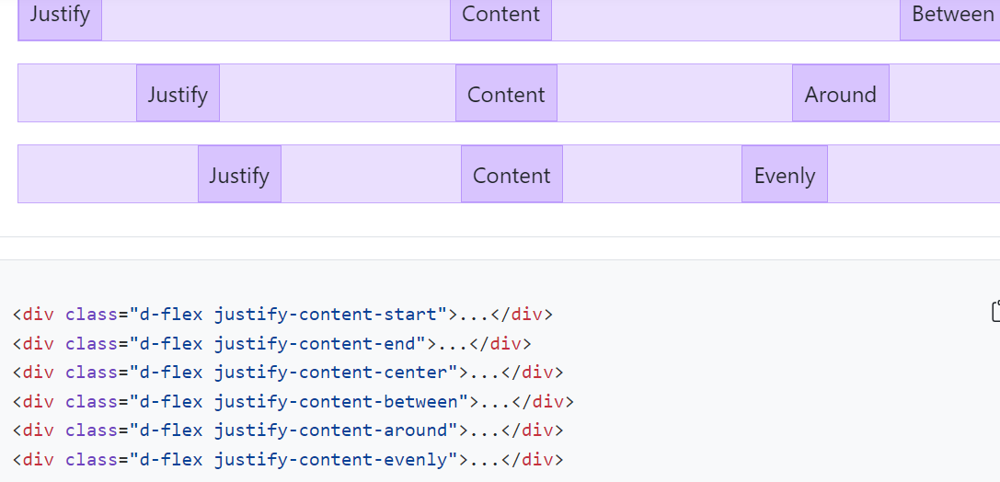 Justify Content Between
Justify Content Around
Justify Content Evenly
<div class="d-flex justify-content-start">...</div>
<div class="d-flex justify-content-end">...</div>
<div class="d-flex justify-content-center">...</div>
<div class="d-flex justify-content-between">...</div>
<div class="d-flex justify-content-around">...</div>
<div class="d-flex justify-content-evenly">...</div>